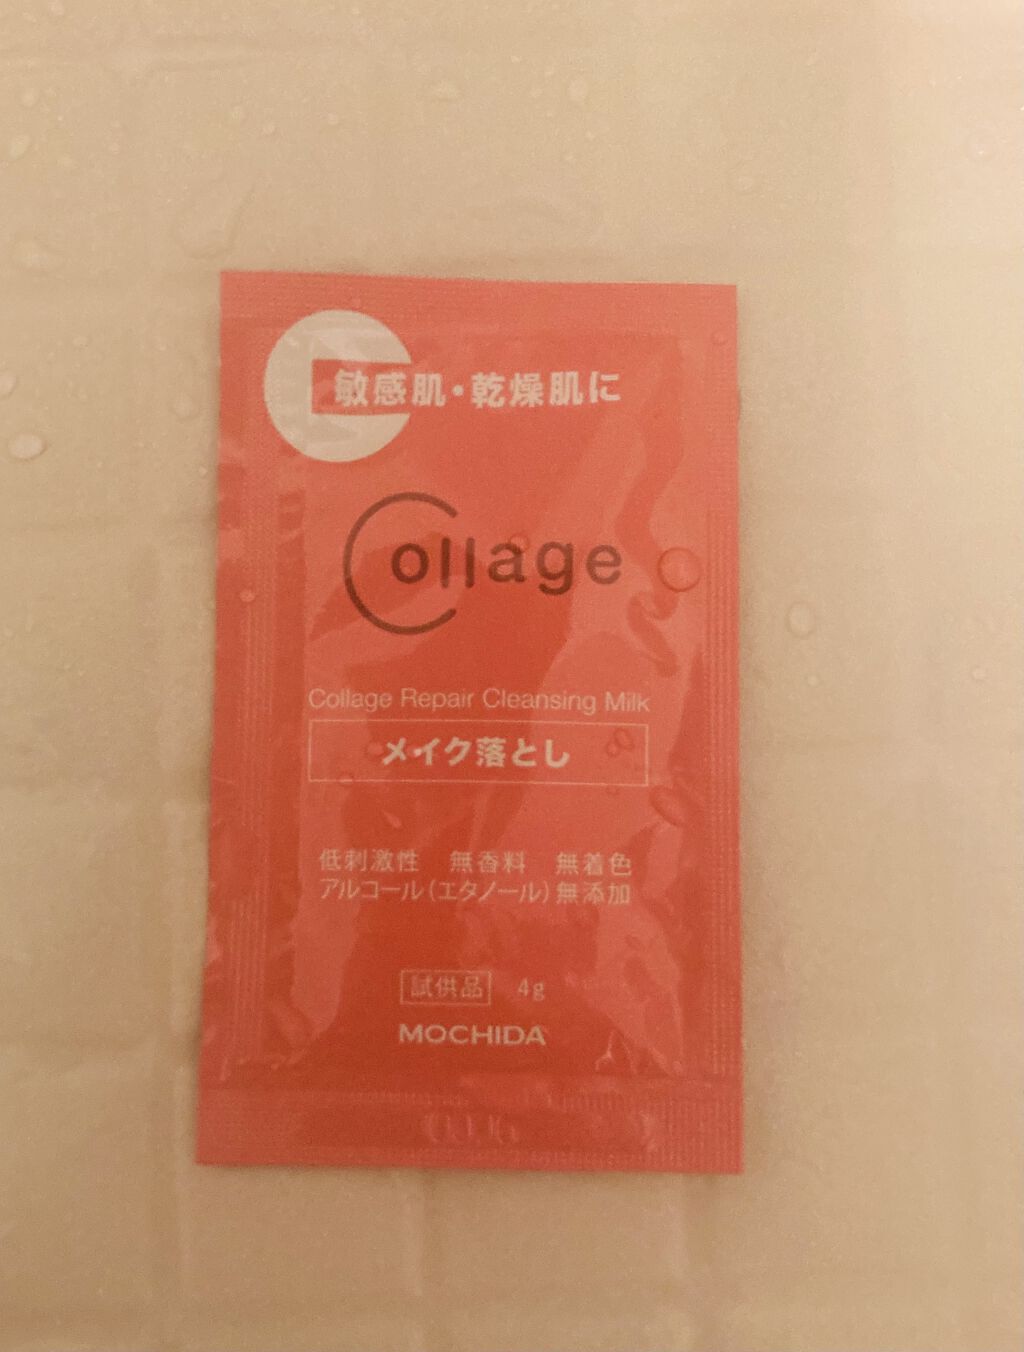 敏感肌・乾燥肌に
Collage
Collage Repair Cleansing Milk
メイク落とし
低刺激性 無香料 無着色
アルコール(エタノール)無添加
試供品 4g
MOCHIDA